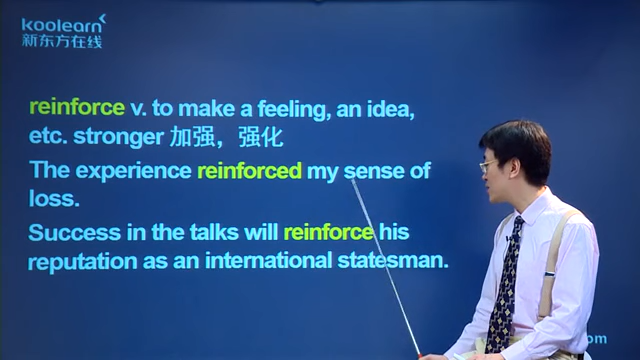 koolearn
新东方在线
reinforce v. to make a feeling, an idea,
etc. stronger 加强，强化
The experience reinforced my sense of
loss.
Success in the talks will reinforce his
reputation as an international statesman.
om